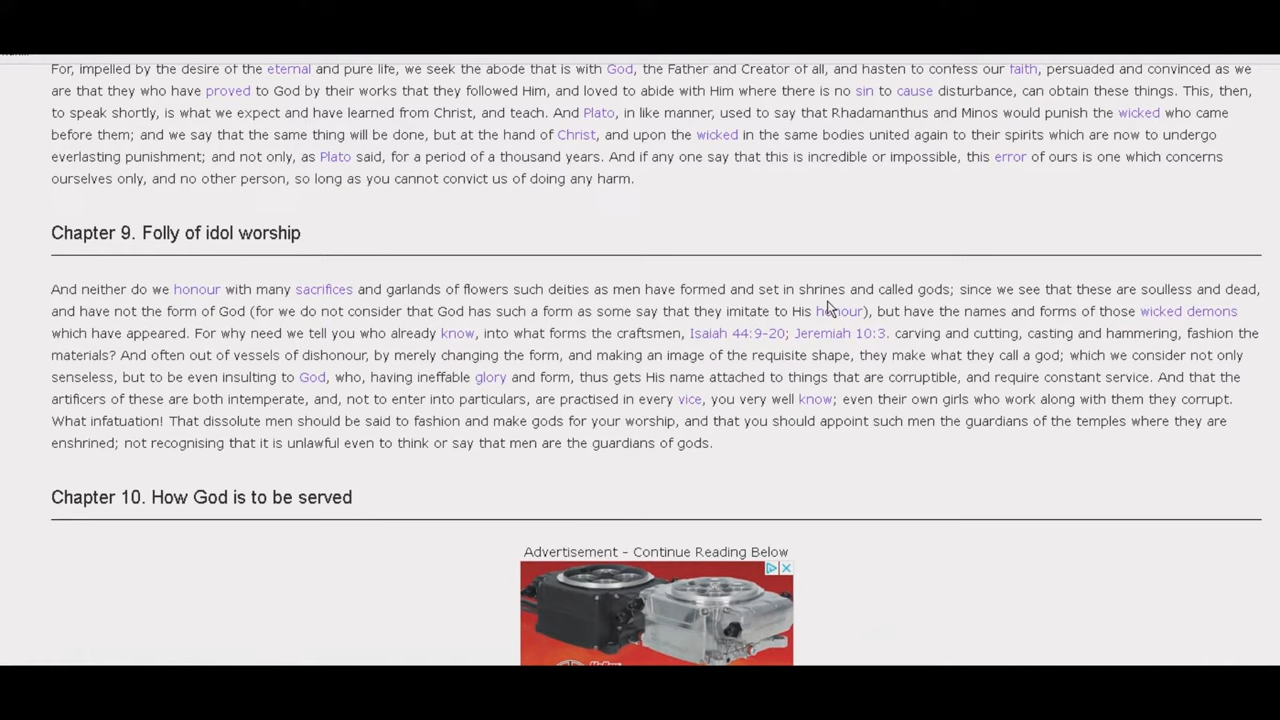 For, impelled by the desire of the eternal and pure life, we seek the abode that is with God, the Father and Creator of all, and hasten to confess our faith, persuaded and convinced as we
are that they who have proved to God by their works that they followed Him, and loved to abide with Him where there is no sin to cause disturbance, can obtain these things. This, then,
to speak shortly, is what we expect and have learned from Christ, and teach. And Plato, in like manner, used to say that Rhadamanthus and Minos would punish the wicked who came
before them; and we say that the same thing will be done, but at the hand of Christ, and upon the wicked in the same bodies united again to their spirits which are now to undergo
everlasting punishment; and not only, as Plato said, for a period of a thousand years. And if any one say that this is incredible or impossible, this error of ours is one which concerns
ourselves only, and no other person, so long as you cannot convict us of doing any harm.
Chapter 9. Folly of idol worship
And neither do we honour with many sacrifices and garlands of flowers such deities as men have formed and set in shrines and called gods; since we see that these are soulless and dead,
and have not the form of God (for we do not consider that God has such a form as some say that they imitate to His honour), but have the names and forms of those wicked demons
which have appeared. For why need we tell you who already know, into what forms the craftsmen, Isaiah 44:9-20; Jeremiah 10:3. carving and cutting, casting and hammering, fashion the
materials? And often out of vessels of dishonour, by merely changing the form, and making an image of the requisite shape, they make what they call a god; which we consider not only
senseless, but to be even insulting to God, who, having ineffable glory and form, thus gets His name attached to things that are corruptible, and require constant service. And that the
artificers of these are both intemperate, and, not to enter into particulars, are practised in every vice, you very well know; even their own girls who work along with them they corrupt.
What infatuation! That dissolute men should be said to fashion and make gods for your worship, and that you should appoint such men the guardians of the temples where they are
enshrined; not recognising that it is unlawful even to think or say that men are the guardians of gods.
Chapter 10. How God is to be served
Advertisement - Continue Reading Below